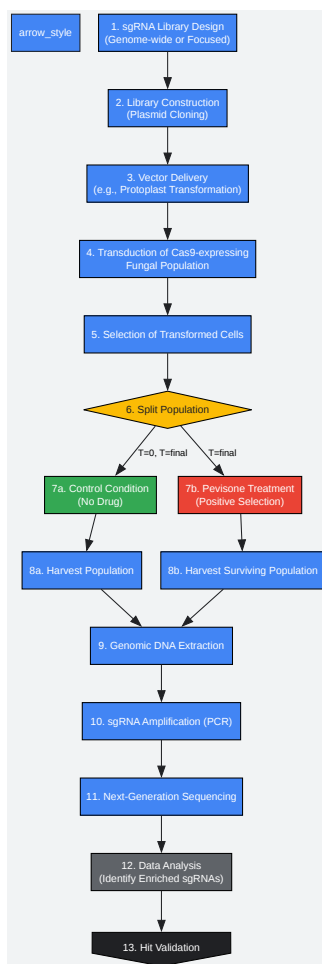 arrow_style
1. sgRNA Library Design
(Genome-wide or Focused)
2. Library Construction
(Plasmid Cloning)
3. Vector Delivery
(e.g., Protoplast Transformation)
4. Transduction of Cas9-expressing
Fungal Population
5. Selection of Transformed Cells
6. Split Population
T=0, T=final
T=final
7a. Control Condition
(No Drug)
7b. Pevisone Treatment
(Positive Selection)
8a. Harvest Population
8b. Harvest Surviving Population
9. Genomic DNA Extraction
10. sgRNA Amplification (PCR)
11. Next-Generation Sequencing
12. Data Analysis
(Identify Enriched sgRNAs)
13. Hit Validation